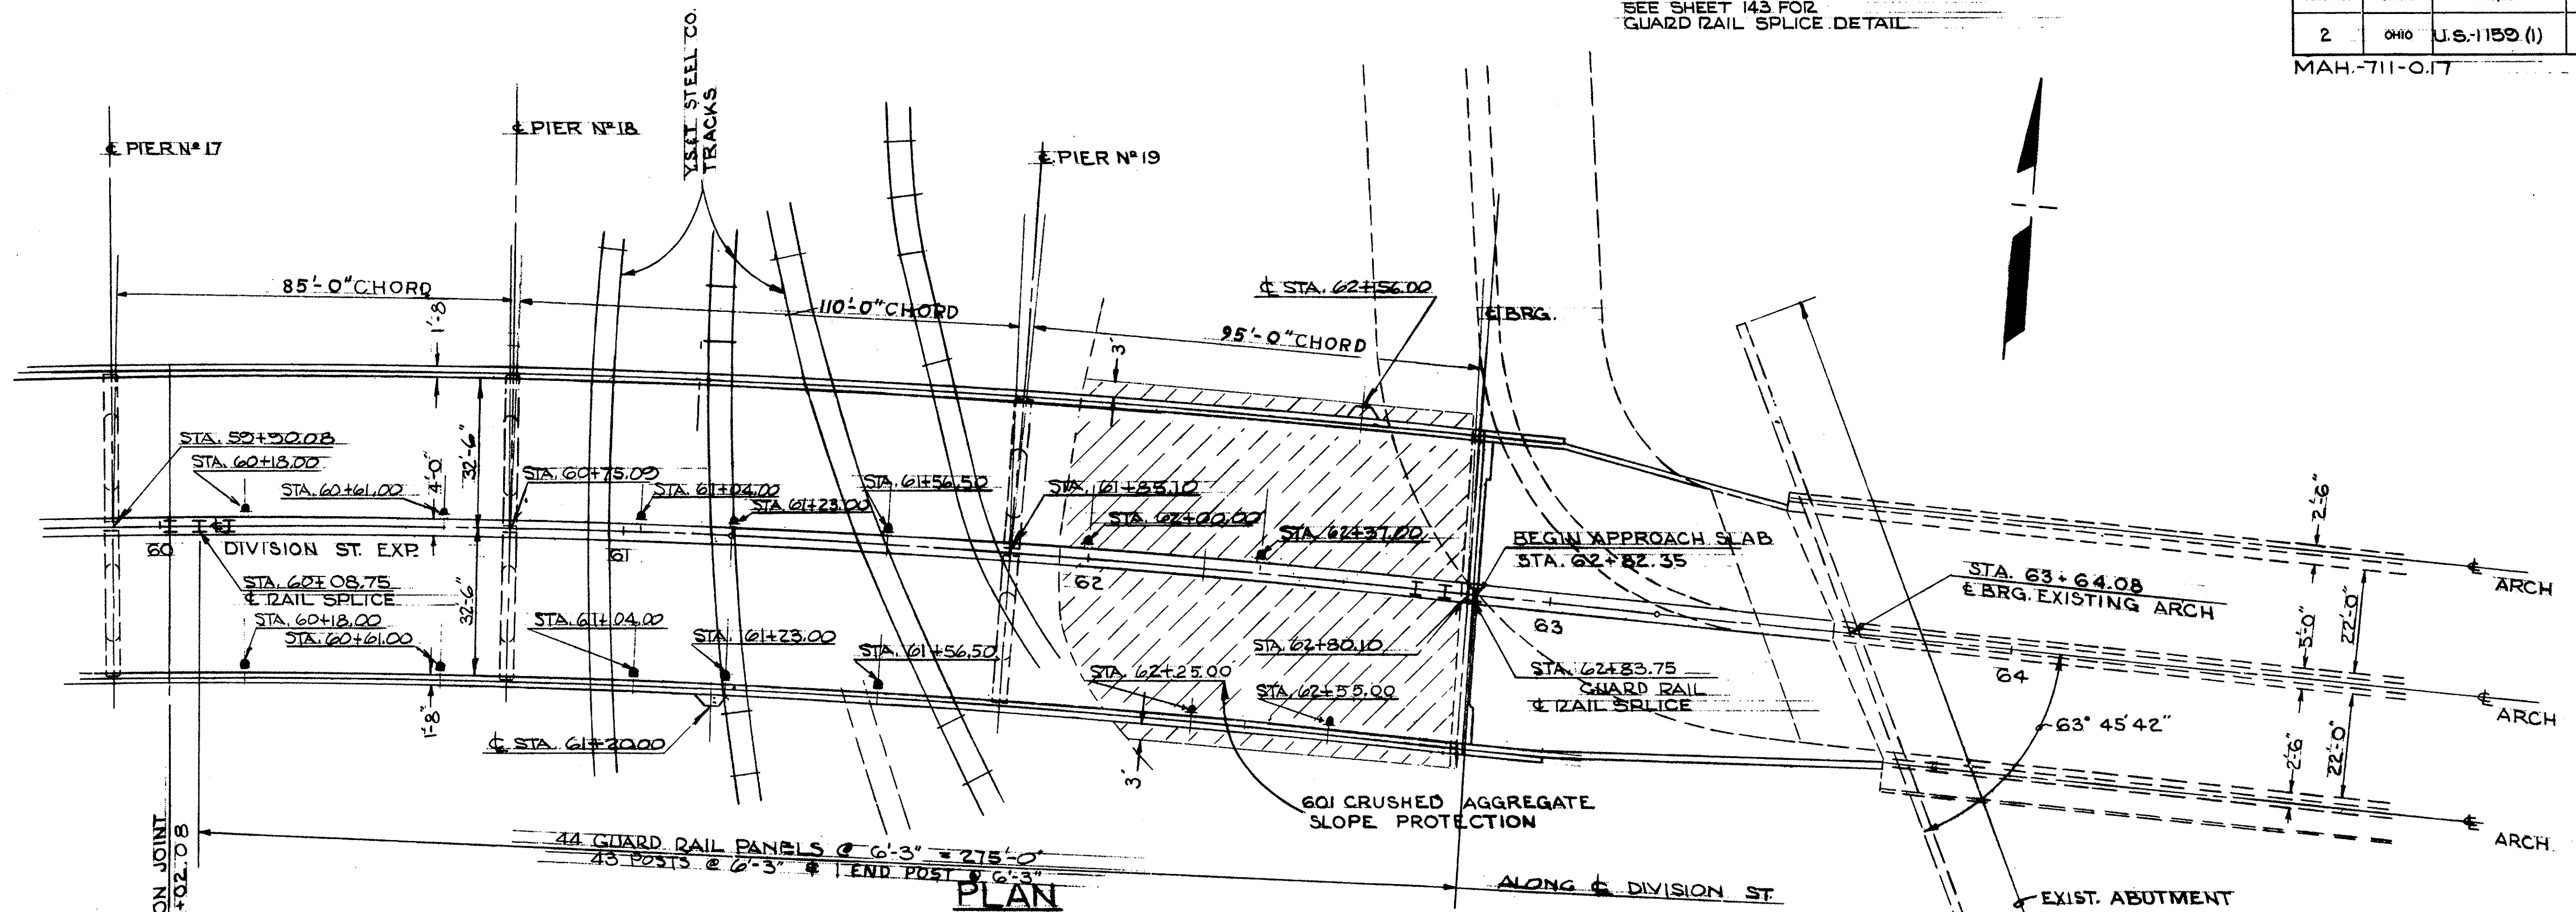 SEE SHEET 143 FOR
GUARD RAIL SPLICE DETAIL
2 OHIO U.S.-1159 (1)
MAH.-711-0.17
Y.S.&T. STEEL CO.
TRACKS
℄ PIER Nº 17
℄ PIER Nº 18
℄ PIER Nº 19
85'-0" CHORD
110'-0" CHORD
95'-0" CHORD
℄ STA. 62+56.00
℄ BRG.
1'-8
3'
STA. 59+90.08
STA. 60+18.00
STA. 60+61.00
4'-0"
32'-6"
STA. 60+75.09
STA. 61+04.00
STA. 61+23.00
STA. 61+56.50
STA. 61+85.10
STA. 62+00.00
STA. 62+37.00
BEGIN APPROACH SLAB
STA. 62+82.35
STA. 63+64.08
℄ BRG. EXISTING ARCH
60
DIVISION ST. EXP.
61
62
63
64
STA. 60+08.75
℄ RAIL SPLICE
STA. 60+18.00
STA. 60+61.00
32'-6"
STA. 61+04.00
STA. 61+23.00
STA. 61+56.50
STA. 62+80.10
STA. 62+25.00
STA. 62+55.00
STA. 62+83.75
GUARD RAIL
℄ RAIL SPLICE
1'-8"
℄ STA. 61+20.00
3'
2'-6"
℄ ARCH
5'-0"
22'-0"
℄ ARCH
63° 45' 42"
2'-6"
22'-0"
℄ ARCH
601 CRUSHED AGGREGATE
SLOPE PROTECTION
ON JOINT
+02.08
44 GUARD RAIL PANELS @ 6'-3" = 275'-0"
43 POSTS @ 6'-3" & 1 END POST @ 6'-3"
PLAN
ALONG ℄ DIVISION ST.
EXIST. ABUTMENT